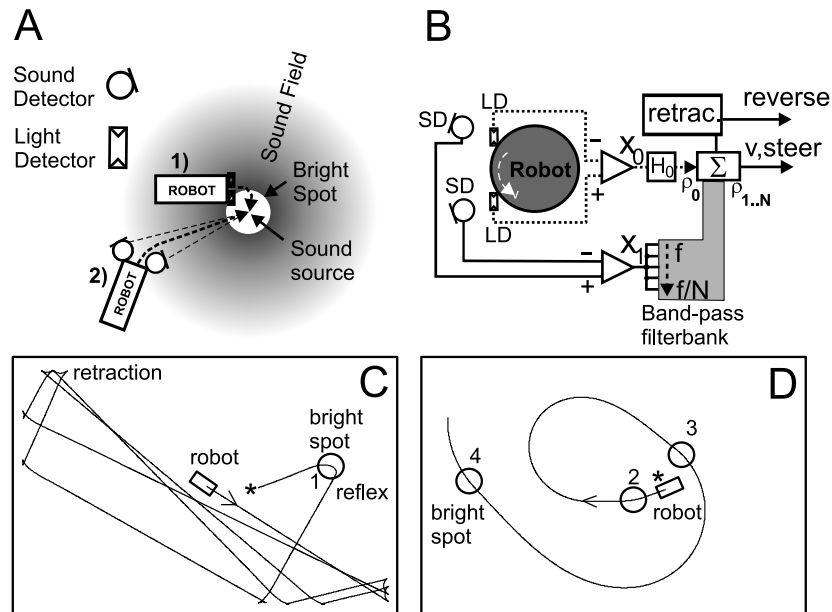 A
Sound
Detector
Light
Detector
Sound Field
1)
ROBOT
Bright
Spot
Sound
source
2)
ROBOT
B
SD
LD
Robot
SD
LD
−
+
X0
H0
ρ0
Σ
ρ1..N
retrac.
reverse
v,steer
−
+
X1
f
f/N
Band-pass
filterbank
C
retraction
robot
*
bright
spot
1
reflex
D
4
bright
spot
3
2
*
robot